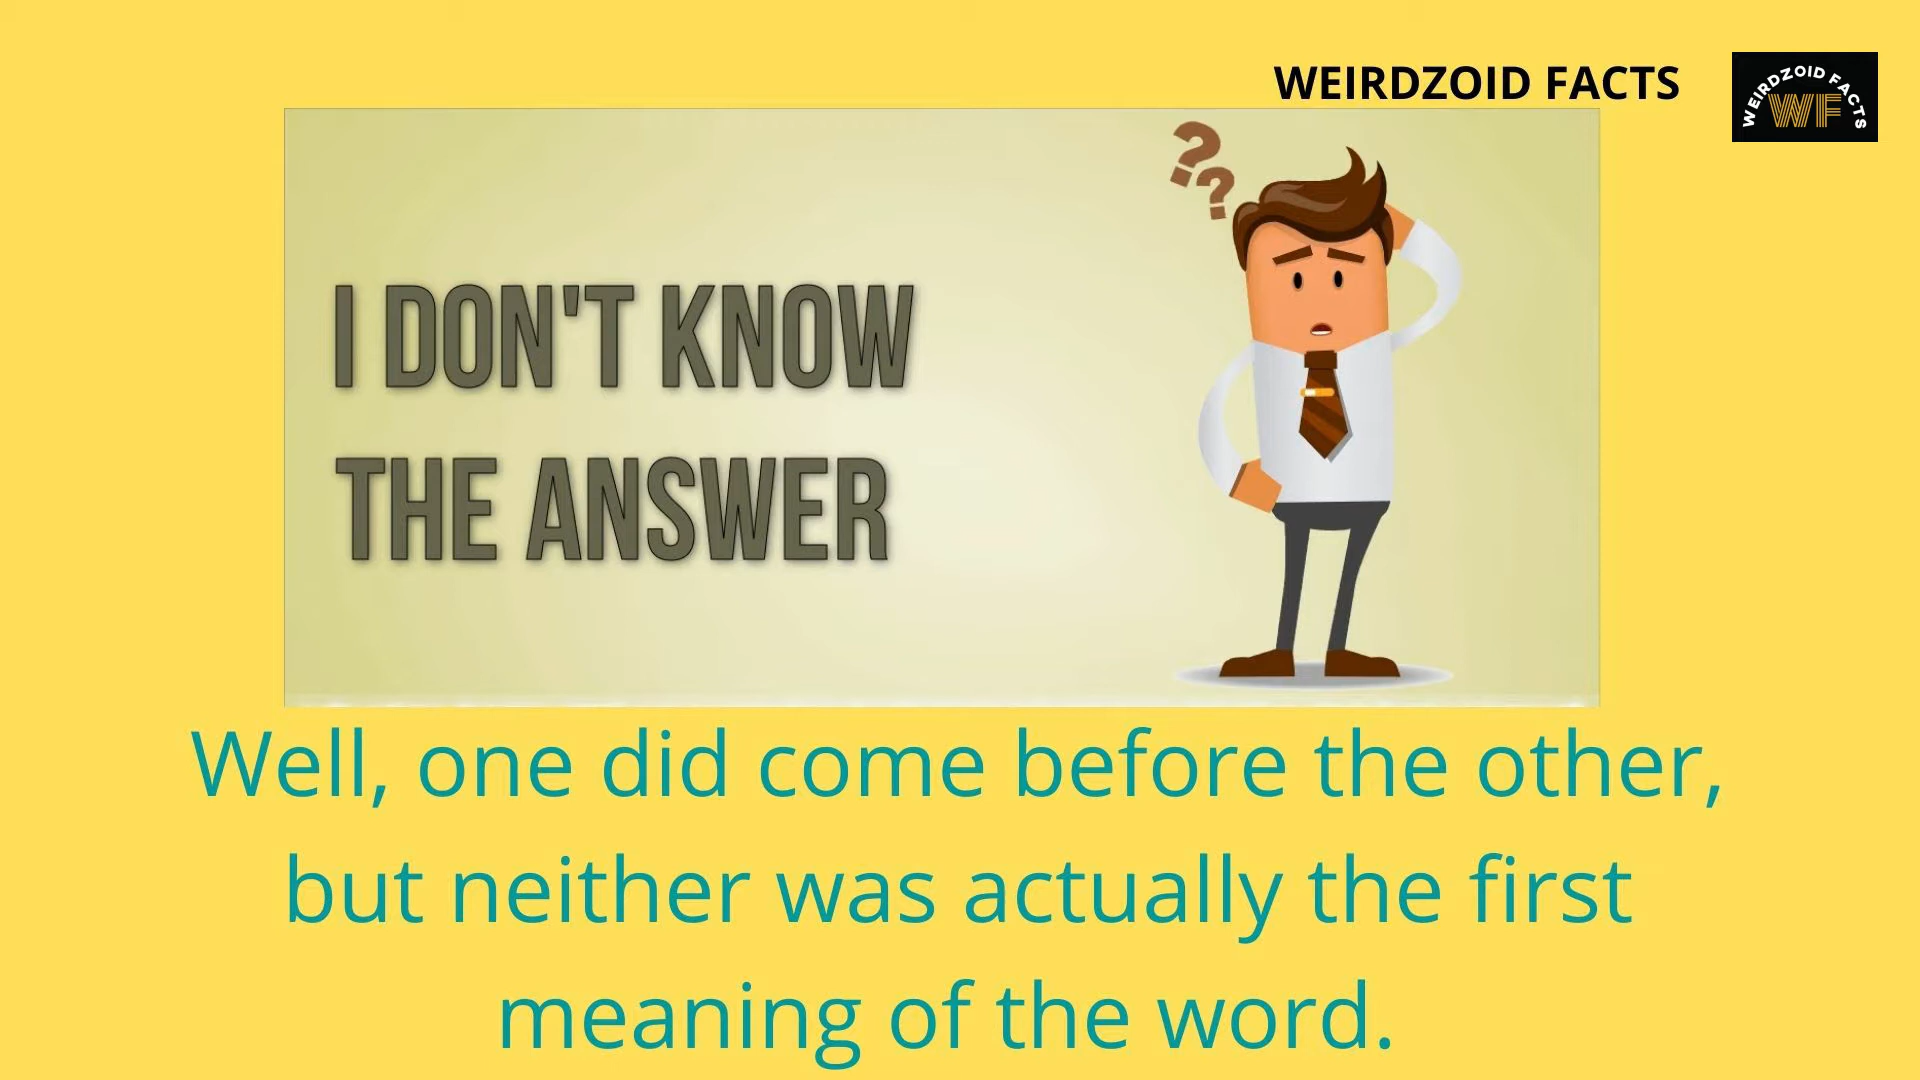 WEIRDZOID FACTS
WEIRDZOID FACTS
WF
? ?
I DON'T KNOW
THE ANSWER
Well, one did come before the other,
but neither was actually the first
meaning of the word.